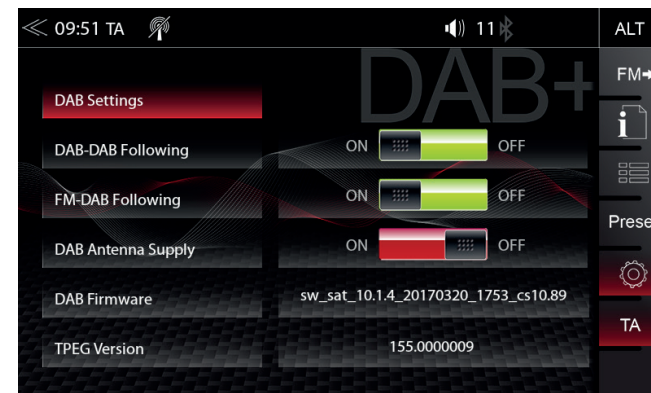 09:51 TA 11 ALT
DAB+
FM
DAB Settings
i
DAB-DAB Following ON OFF
FM-DAB Following ON OFF
Prese
DAB Antenna Supply ON OFF
DAB Firmware sw_sat_10.1.4_20170320_1753_cs10.89
TA
TPEG Version 155.0000009